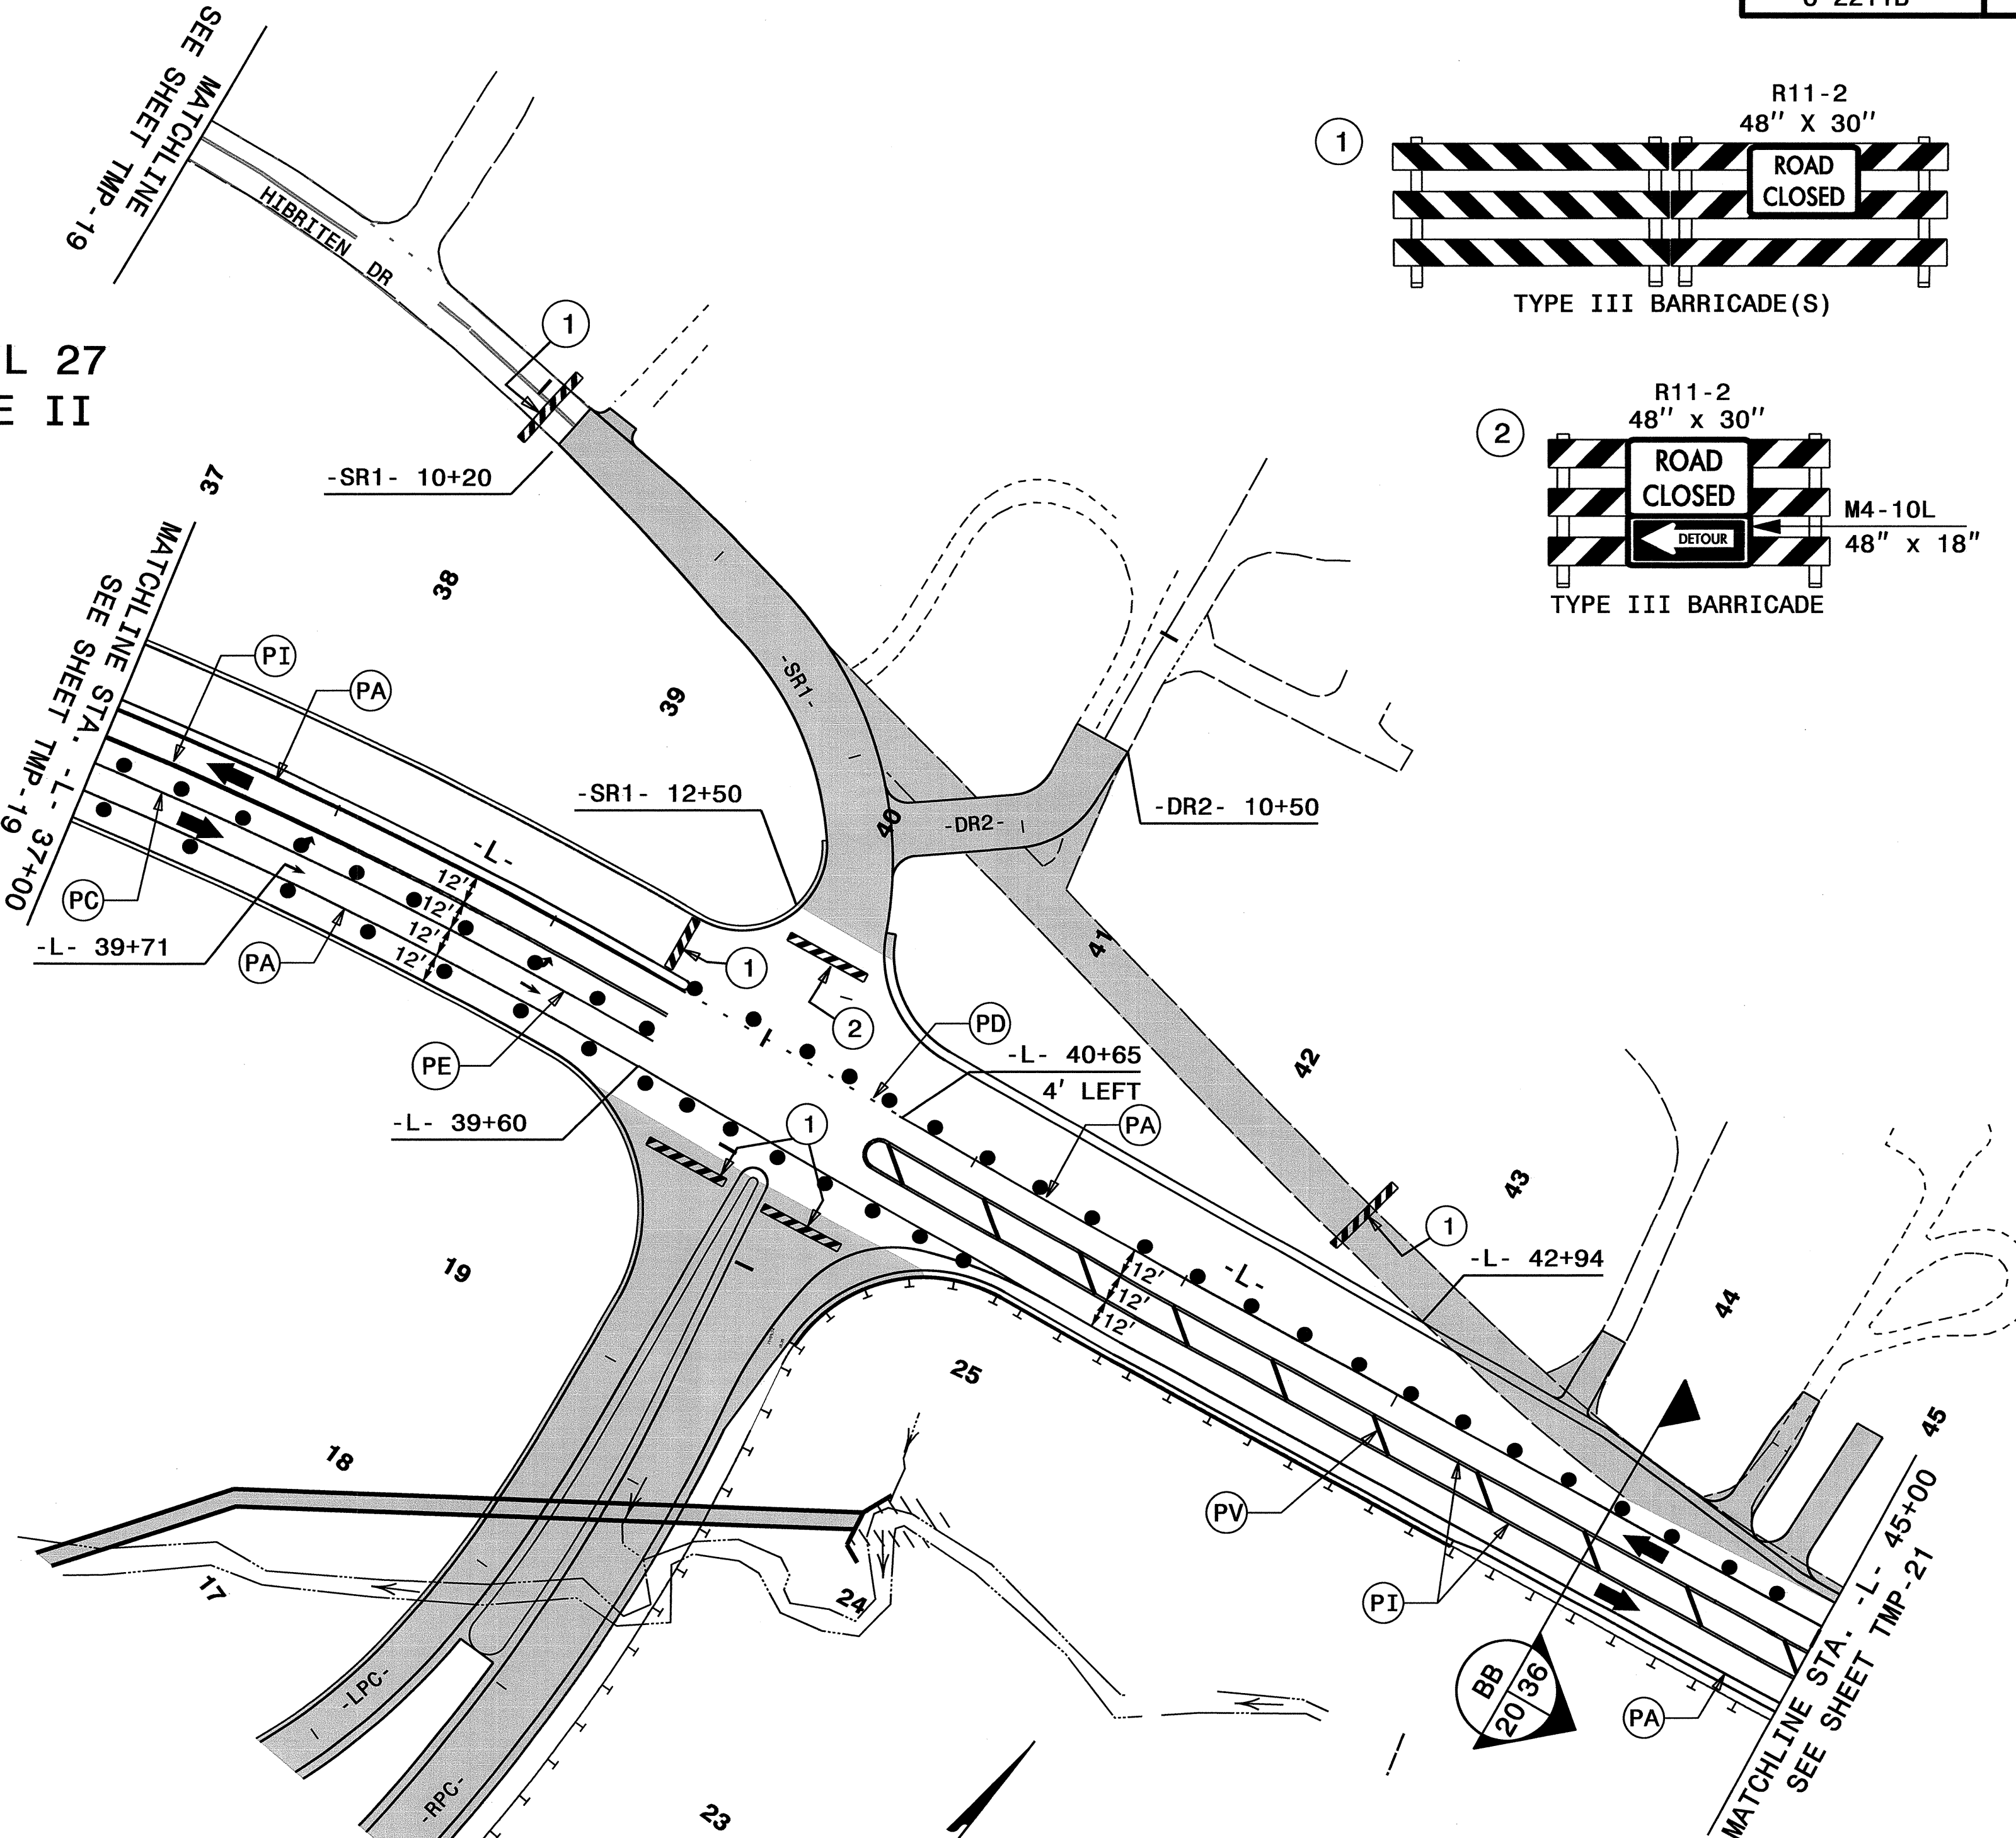 MATCHLINE
SEE SHEET TMP-19
HIBRITEN DR
1
R11-2
48" X 30"
ROAD
CLOSED
TYPE III BARRICADE(S)
1
L 27
E II
2
R11-2
48" x 30"
ROAD
CLOSED
DETOUR
M4-10L
48" x 18"
TYPE III BARRICADE
-SR1- 10+20
37
38
39
MATCHLINE STA. -L- 37+00
SEE SHEET TMP-19
PI
PA
-SR1-
-SR1- 12+50
-DR2- 10+50
40
-DR2-
-L-
PC
12'
12'
12'
12'
-L- 39+71
PA
1
41
2
PD
-L- 40+65
4' LEFT
PE
PA
42
-L- 39+60
1
43
1
-L- 42+94
19
12'
12'
12'
-L-
44
25
45
18
PV
17
24
PI
BB
20
36
PA
-LPC-
-RPC-
23
MATCHLINE STA. -L- 45+00
SEE SHEET TMP-21